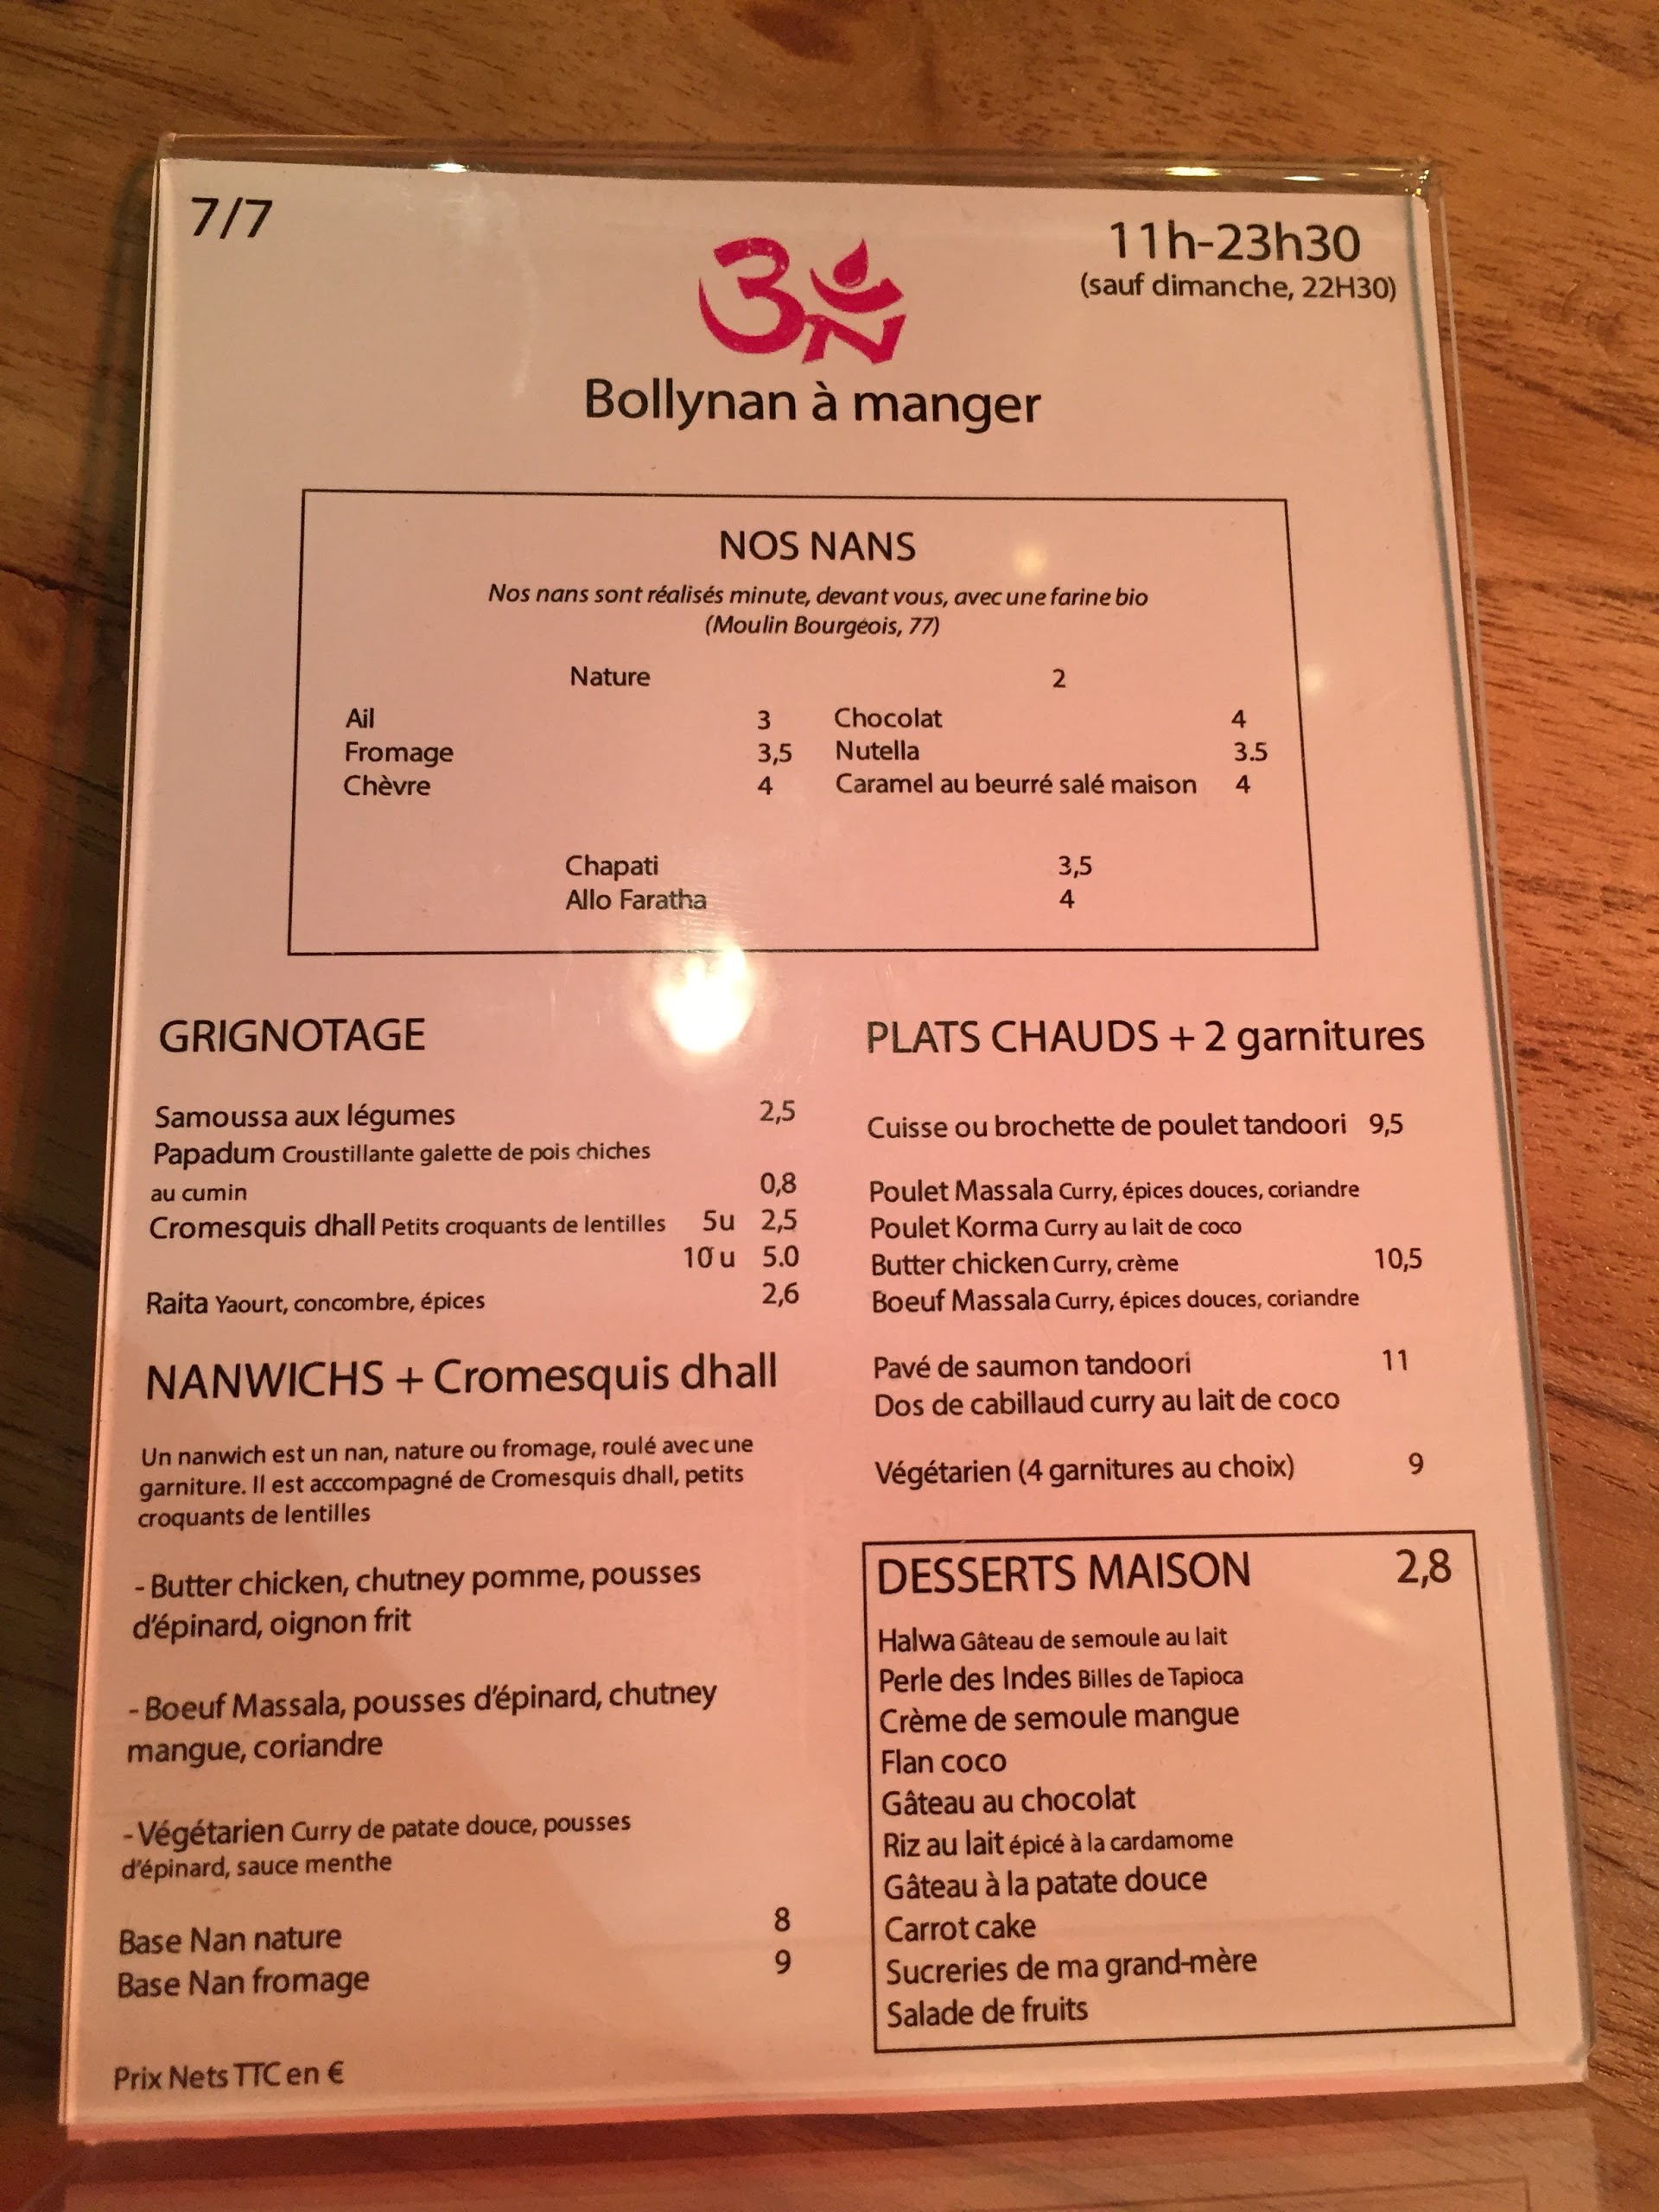 7/7
11h-23h30
(sauf dimanche, 22H30)
Bollynan à manger
NOS NANS
Nos nans sont réalisés minute, devant vous, avec une farine bio
(Moulin Bourgeois, 77)
Nature 2
Ail 3 Chocolat 4
Fromage 3,5 Nutella 3.5
Chèvre 4 Caramel au beurré salé maison 4
Chapati 3,5
Allo Faratha 4
GRIGNOTAGE
Samoussa aux légumes 2,5
Papadum Croustillante galette de pois chiches
au cumin 0,8
Cromesquis dhall Petits croquants de lentilles 5u 2,5
10 u 5.0
Raita Yaourt, concombre, épices 2,6
NANWICHS + Cromesquis dhall
Un nanwich est un nan, nature ou fromage, roulé avec une
garniture. Il est acccompagné de Cromesquis dhall, petits
croquants de lentilles
- Butter chicken, chutney pomme, pousses
d'épinard, oignon frit
- Boeuf Massala, pousses d'épinard, chutney
mangue, coriandre
- Végétarien Curry de patate douce, pousses
d'épinard, sauce menthe
Base Nan nature 8
Base Nan fromage 9
Prix Nets TTC en €
PLATS CHAUDS + 2 garnitures
Cuisse ou brochette de poulet tandoori 9,5
Poulet Massala Curry, épices douces, coriandre
Poulet Korma Curry au lait de coco
Butter chicken Curry, crème 10,5
Boeuf Massala Curry, épices douces, coriandre
Pavé de saumon tandoori 11
Dos de cabillaud curry au lait de coco
Végétarien (4 garnitures au choix) 9
DESSERTS MAISON 2,8
Halwa Gâteau de semoule au lait
Perle des Indes Billes de Tapioca
Crème de semoule mangue
Flan coco
Gâteau au chocolat
Riz au lait épicé à la cardamome
Gâteau à la patate douce
Carrot cake
Sucreries de ma grand-mère
Salade de fruits